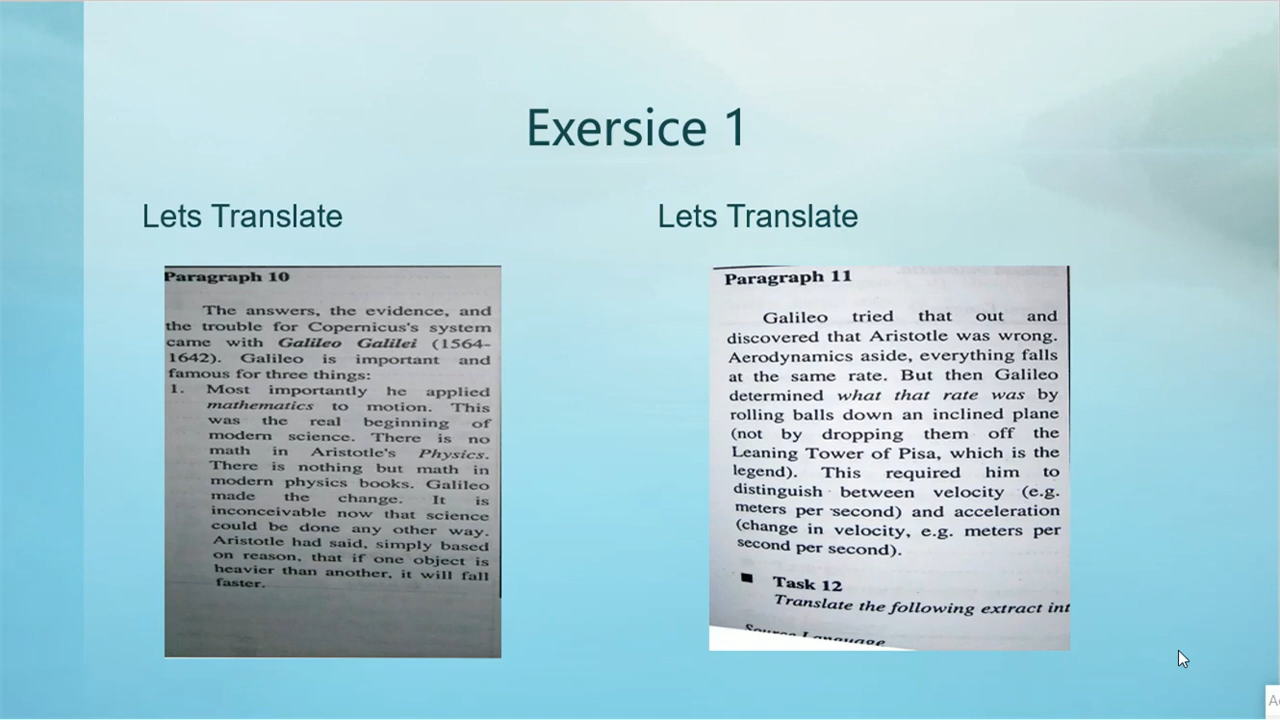 Exersice 1
Lets Translate
Paragraph 10
The answers, the evidence, and
the trouble for Copernicus's system
came with Galileo Galilei (1564-
1642). Galileo is important and
famous for three things:
1. Most importantly he applied
mathematics to motion. This
was the real beginning of
modern science. There is no
math in Aristotle's Physics.
There is nothing but math in
modern physics books. Galileo
made the change. It is
inconceivable now that science
could be done any other way.
Aristotle had said, simply based
on reason, that if one object is
heavier than another, it will fall
faster.
Lets Translate
Paragraph 11
Galileo tried that out and
discovered that Aristotle was wrong.
Aerodynamics aside, everything falls
at the same rate. But then Galileo
determined what that rate was by
rolling balls down an inclined plane
(not by dropping them off the
Leaning Tower of Pisa, which is the
legend). This required him to
distinguish between velocity (e.g.
meters per second) and acceleration
(change in velocity, e.g. meters per
second per second).
■ Task 12
Translate the following extract int
Source Language